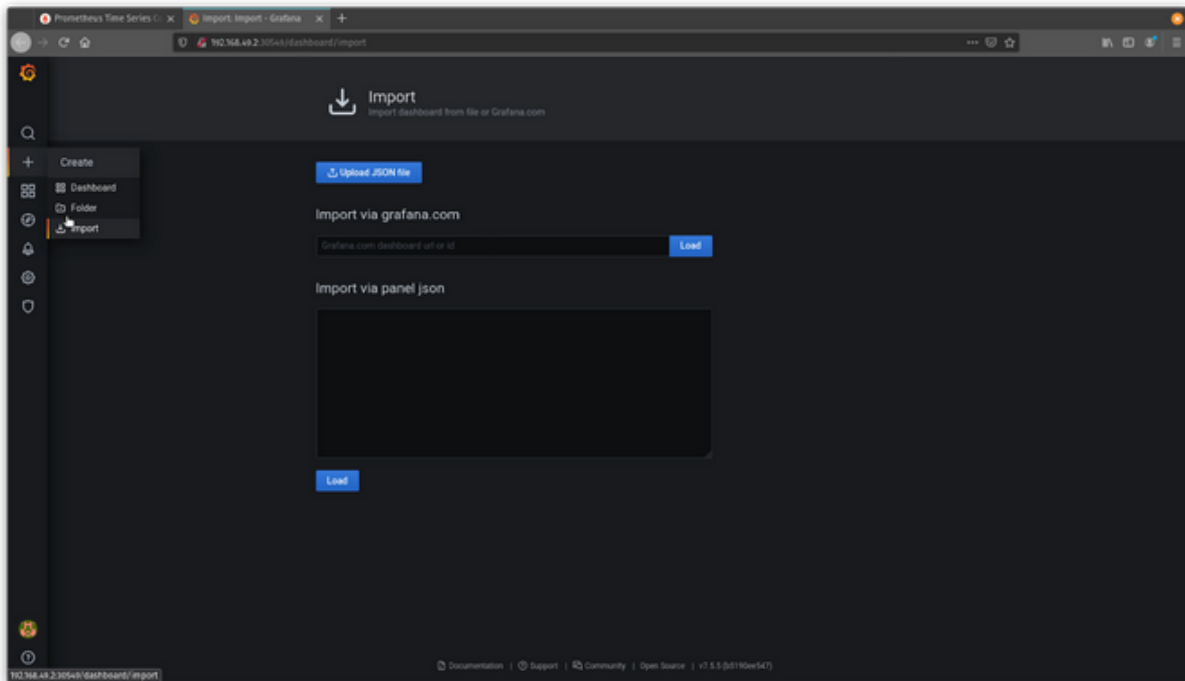 Prometheus Time Series C
Import: Import - Grafana
192.168.49.2:30549/dashboard/import
Import
Import dashboard from file or Grafana.com
Create
Upload JSON file
Dashboard
Folder
Import via grafana.com
Import
Grafana.com dashboard url or id
Load
Import via panel json
Load
Documentation | Support | Community | Open Source | v7.5.5 (b5190ee547)
192.168.49.2:30549/dashboard/import